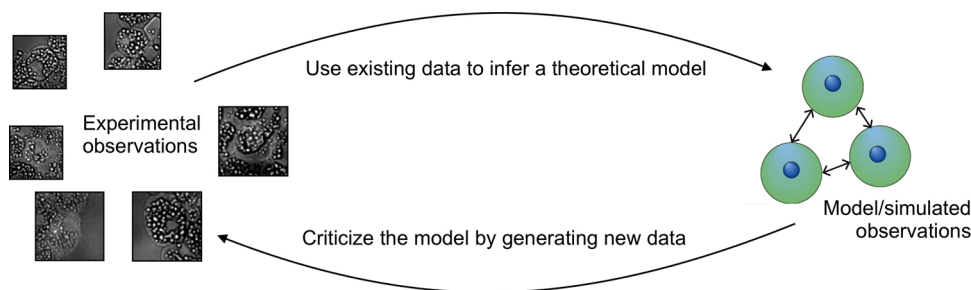 Use existing data to infer a theoretical model
Experimental
observations
Model/simulated
observations
Criticize the model by generating new data